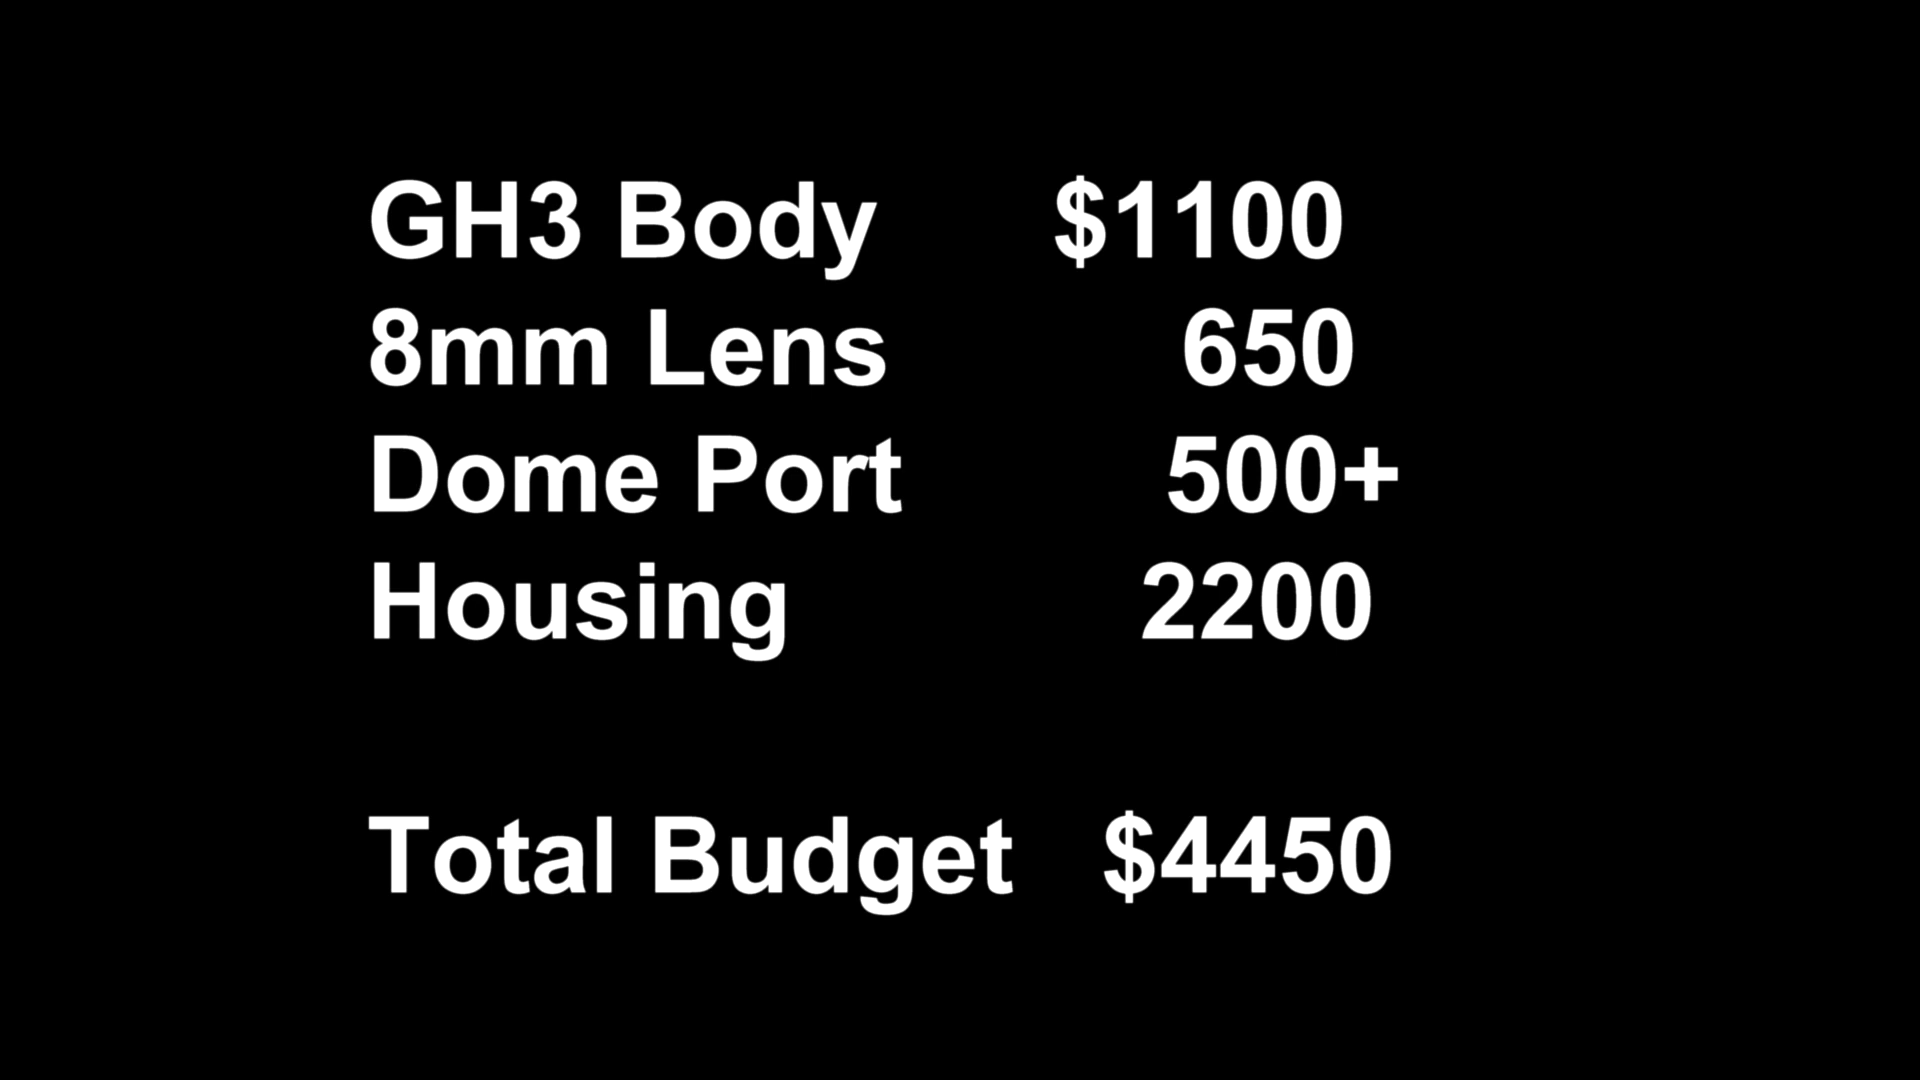 GH3 Body $1100
8mm Lens 650
Dome Port 500+
Housing 2200
Total Budget $4450